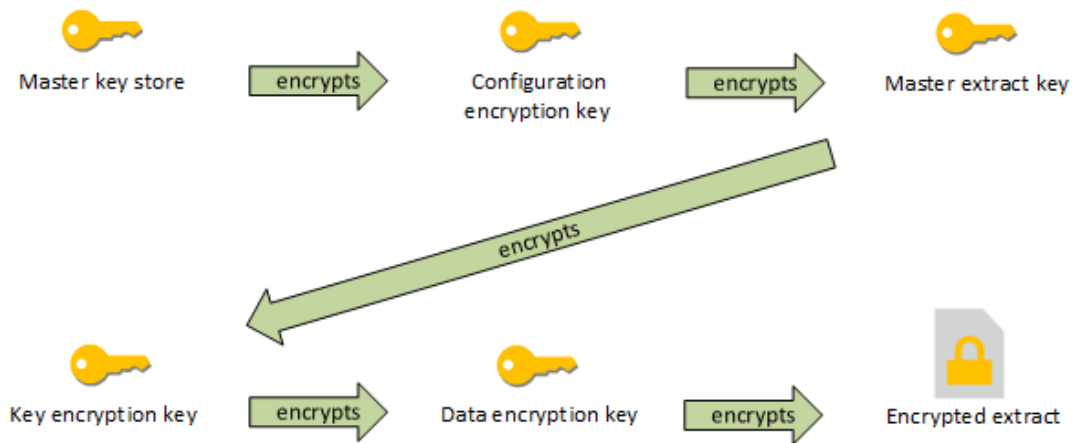 Master key store
encrypts
Configuration
encryption key
encrypts
Master extract key
encrypts
Key encryption key
encrypts
Data encryption key
encrypts
Encrypted extract